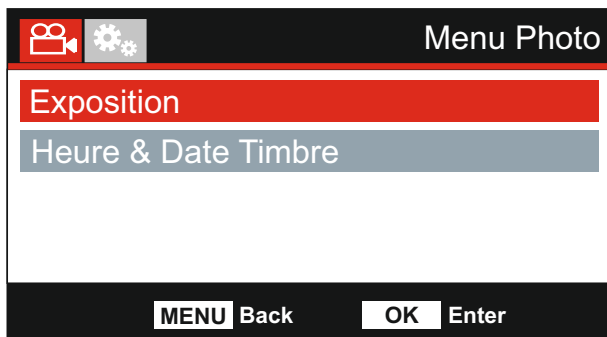 Menu Photo
Exposition
Heure & Date Timbre
MENU Back OK Enter